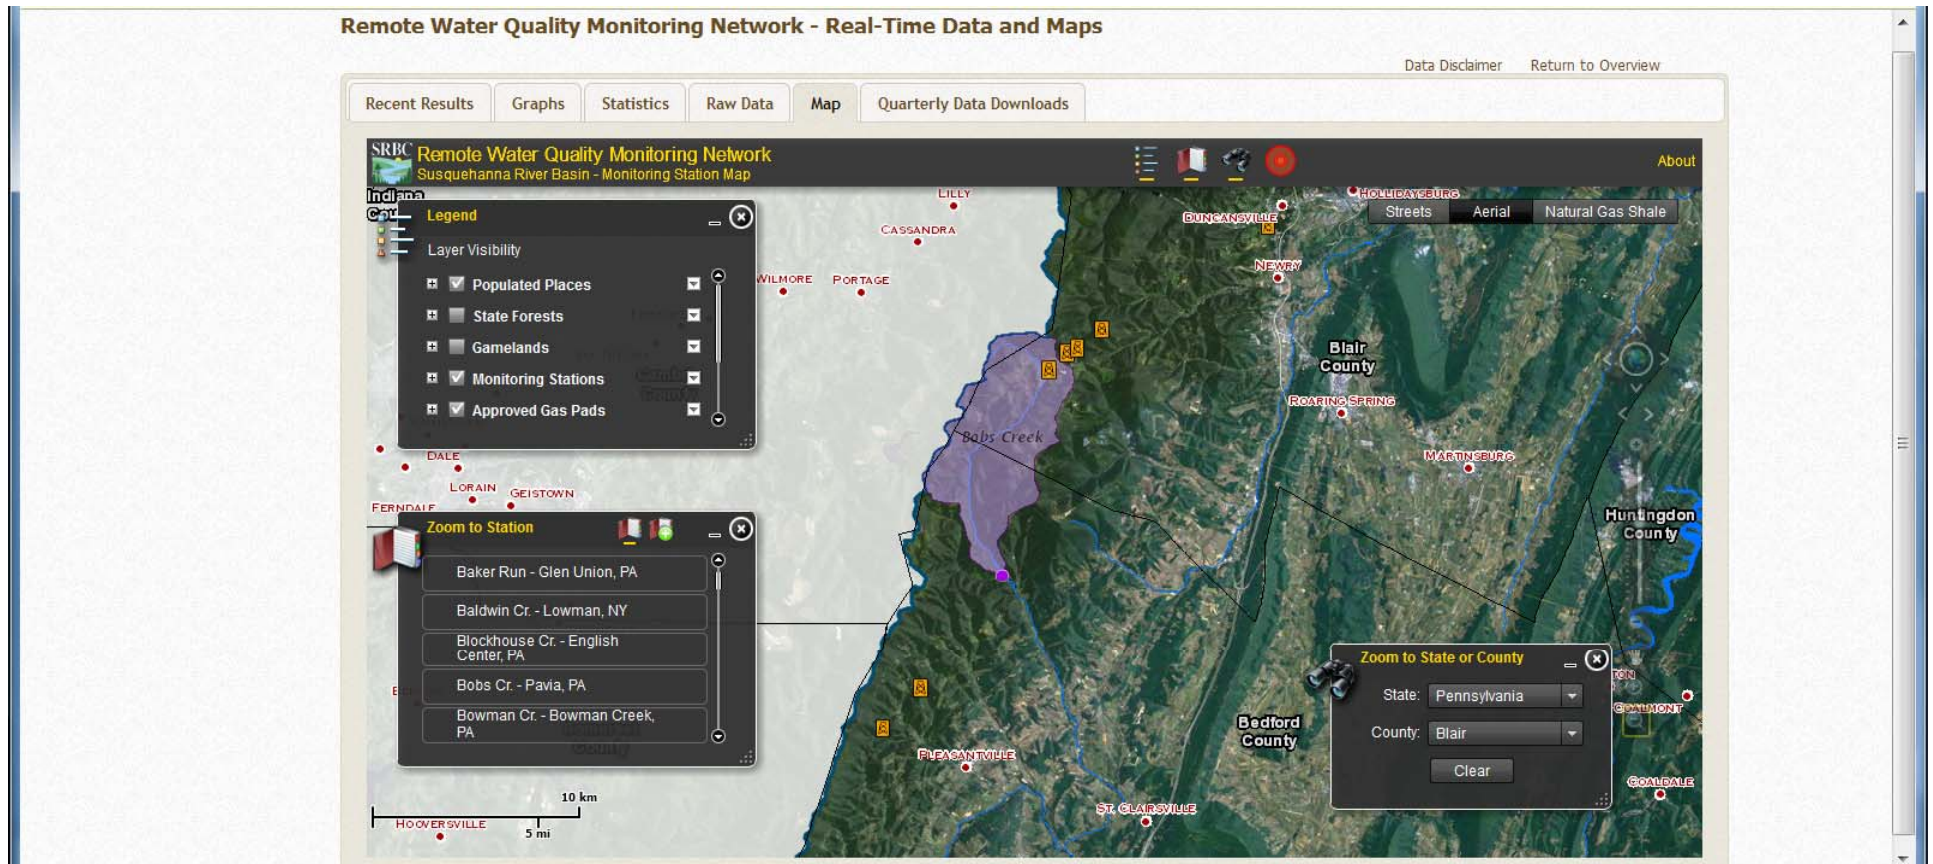 Remote Water Quality Monitoring Network - Real-Time Data and Maps
Data Disclaimer
Return to Overview
Recent Results
Graphs
Statistics
Raw Data
Map
Quarterly Data Downloads
SRBC
Remote Water Quality Monitoring Network
Susquehanna River Basin - Monitoring Station Map
About
Indiana
Legend
Layer Visibility
Populated Places
State Forests
Gamelands
Monitoring Stations
Approved Gas Pads
LILLY
CASSANDRA
WILMORE
PORTAGE
DUNCANSVILLE
HOLLIDAYSBURG
Streets
Aerial
Natural Gas Shale
NEWRY
Blair
County
ROARING SPRING
Bobs Creek
MARTINSBURG
DALE
LORAIN
GEISTOWN
FERNDALE
Huntingdon
County
Zoom to Station
Baker Run - Glen Union, PA
Baldwin Cr. - Lowman, NY
Blockhouse Cr. - English
Center, PA
Bobs Cr. - Pavia, PA
Bowman Cr. - Bowman Creek,
PA
Zoom to State or County
State:
Pennsylvania
County:
Blair
Clear
COALMONT
Bedford
County
PLEASANTVILLE
COALDALE
ST. CLAIRSVILLE
10 km
5 mi
HOOVERSVILLE